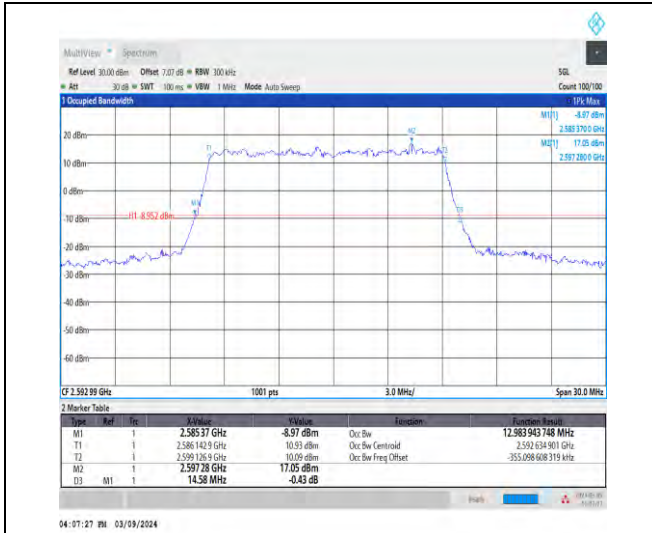 MultiView Spectrum
Ref Level 30.00 dBm Offset 7.07 dB RBW 300 kHz SGL
Att 30 dB SWT 100 ms VBW 1 MHz Mode Auto Sweep Count 100/100
1 Occupied Bandwidth 1Pk Max
M1[1] -8.97 dBm
2.585 370 0 GHz
M2[1] 17.05 dBm
2.597 280 0 GHz
M2
20 dBm
T1
T2
10 dBm
0 dBm
M1
D3
-10 dBm
H1 -8.952 dBm
-20 dBm
-30 dBm
-40 dBm
-50 dBm
-60 dBm
CF 2.592 99 GHz 1001 pts 3.0 MHz/ Span 30.0 MHz
2 Marker Table
Type Ref Trc X-Value Y-Value Function Function Result
M1 1 2.585 37 GHz -8.97 dBm Occ Bw 12.983 943 748 MHz
T1 1 2.586 142 9 GHz 10.93 dBm Occ Bw Centroid 2.592 634 901 GHz
T2 1 2.599 126 9 GHz 10.09 dBm Occ Bw Freq Offset -355.098 608 319 kHz
M2 1 2.597 28 GHz 17.05 dBm
D3 M1 1 14.58 MHz -0.43 dB
04:07:27 PM 03/09/2024